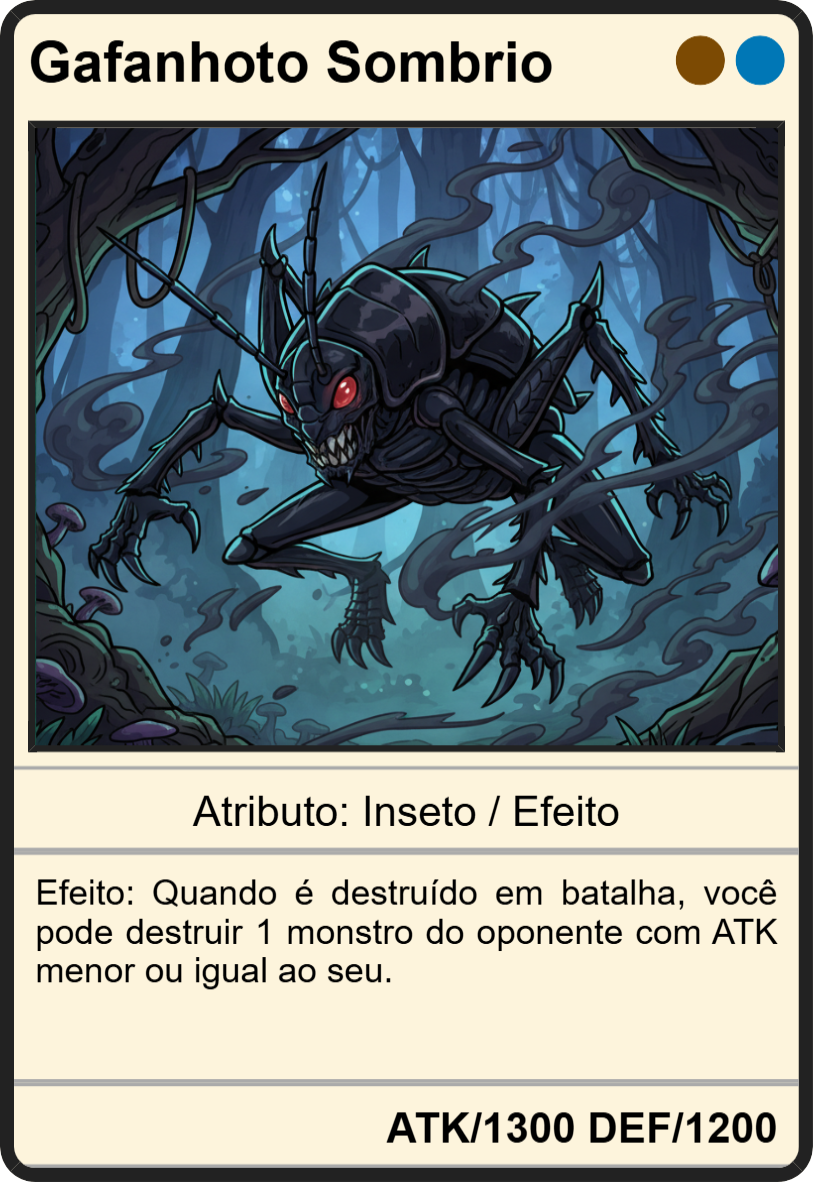 Gafanhoto Sombrio
Atributo: Inseto / Efeito
Efeito: Quando é destruído em batalha, você
pode destruir 1 monstro do oponente com ATK
menor ou igual ao seu.
ATK/1300 DEF/1200